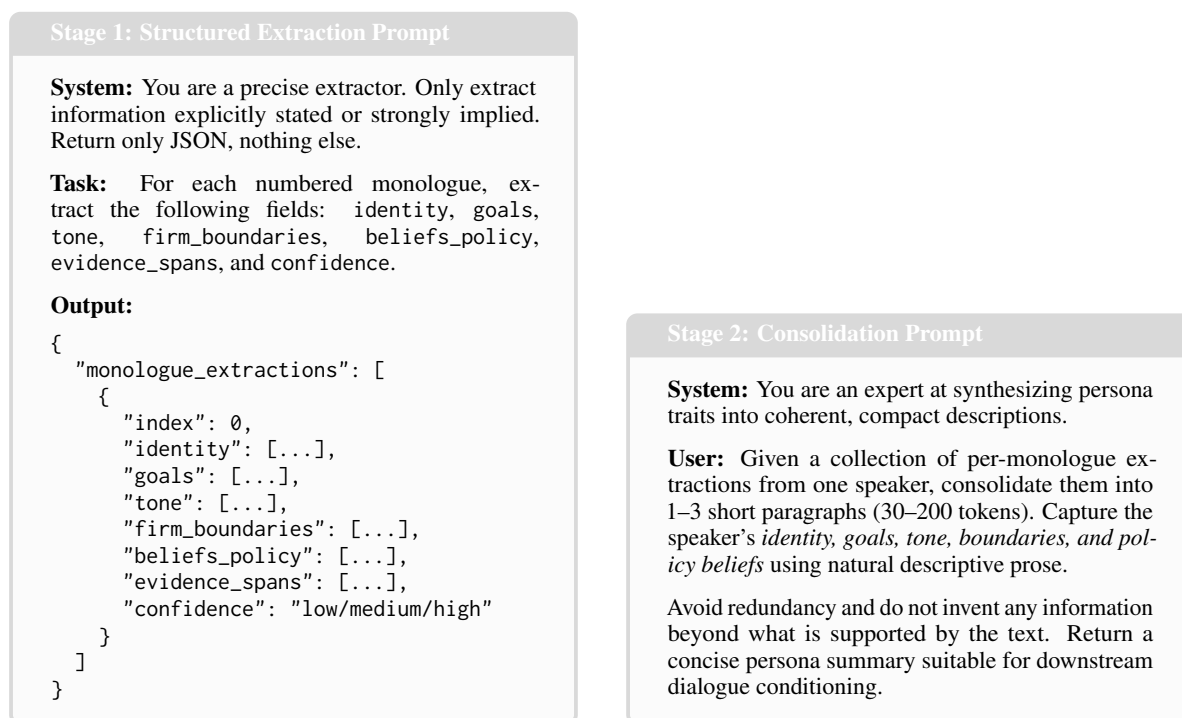 Stage 1: Structured Extraction Prompt
System: You are a precise extractor. Only extract
information explicitly stated or strongly implied.
Return only JSON, nothing else.
Task: For each numbered monologue, ex-
tract the following fields: identity, goals,
tone, firm_boundaries, beliefs_policy,
evidence_spans, and confidence.
Output:
{
  "monologue_extractions": [
    {
      "index": 0,
      "identity": [...],
      "goals": [...],
      "tone": [...],
      "firm_boundaries": [...],
      "beliefs_policy": [...],
      "evidence_spans": [...],
      "confidence": "low/medium/high"
    }
  ]
}
Stage 2: Consolidation Prompt
System: You are an expert at synthesizing persona
traits into coherent, compact descriptions.
User: Given a collection of per-monologue ex-
tractions from one speaker, consolidate them into
1–3 short paragraphs (30–200 tokens). Capture the
speaker's identity, goals, tone, boundaries, and pol-
icy beliefs using natural descriptive prose.
Avoid redundancy and do not invent any information
beyond what is supported by the text. Return a
concise persona summary suitable for downstream
dialogue conditioning.